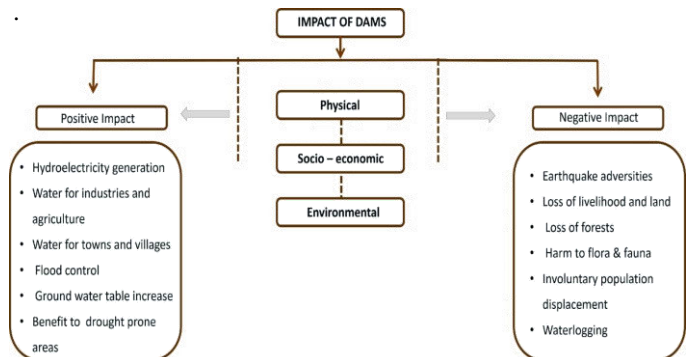 IMPACT OF DAMS
Positive Impact
• Hydroelectricity generation
• Water for industries and
agriculture
• Water for towns and villages
• Flood control
• Ground water table increase
• Benefit to drought prone
areas
Physical
Socio – economic
Environmental
Negative Impact
• Earthquake adversities
• Loss of livelihood and land
• Loss of forests
• Harm to flora & fauna
• Involuntary population
displacement
• Waterlogging